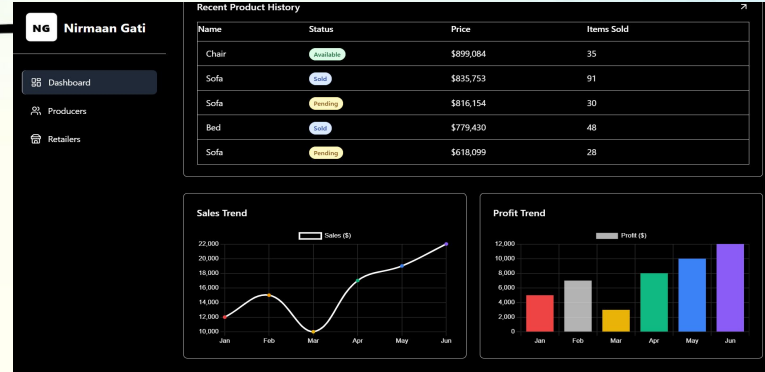 NG Nirmaan Gati
Dashboard
Producers
Retailers
Recent Product History
Name Status Price Items Sold
Chair Available $899,084 35
Sofa Sold $835,753 91
Sofa Pending $816,154 30
Bed Sold $779,430 48
Sofa Pending $618,099 28
Sales Trend
Sales ($)
22,000
20,000
18,000
16,000
14,000
12,000
10,000
Jan Feb Mar Apr May Jun
Profit Trend
Profit ($)
12,000
10,000
8,000
6,000
4,000
2,000
0
Jan Feb Mar Apr May Jun